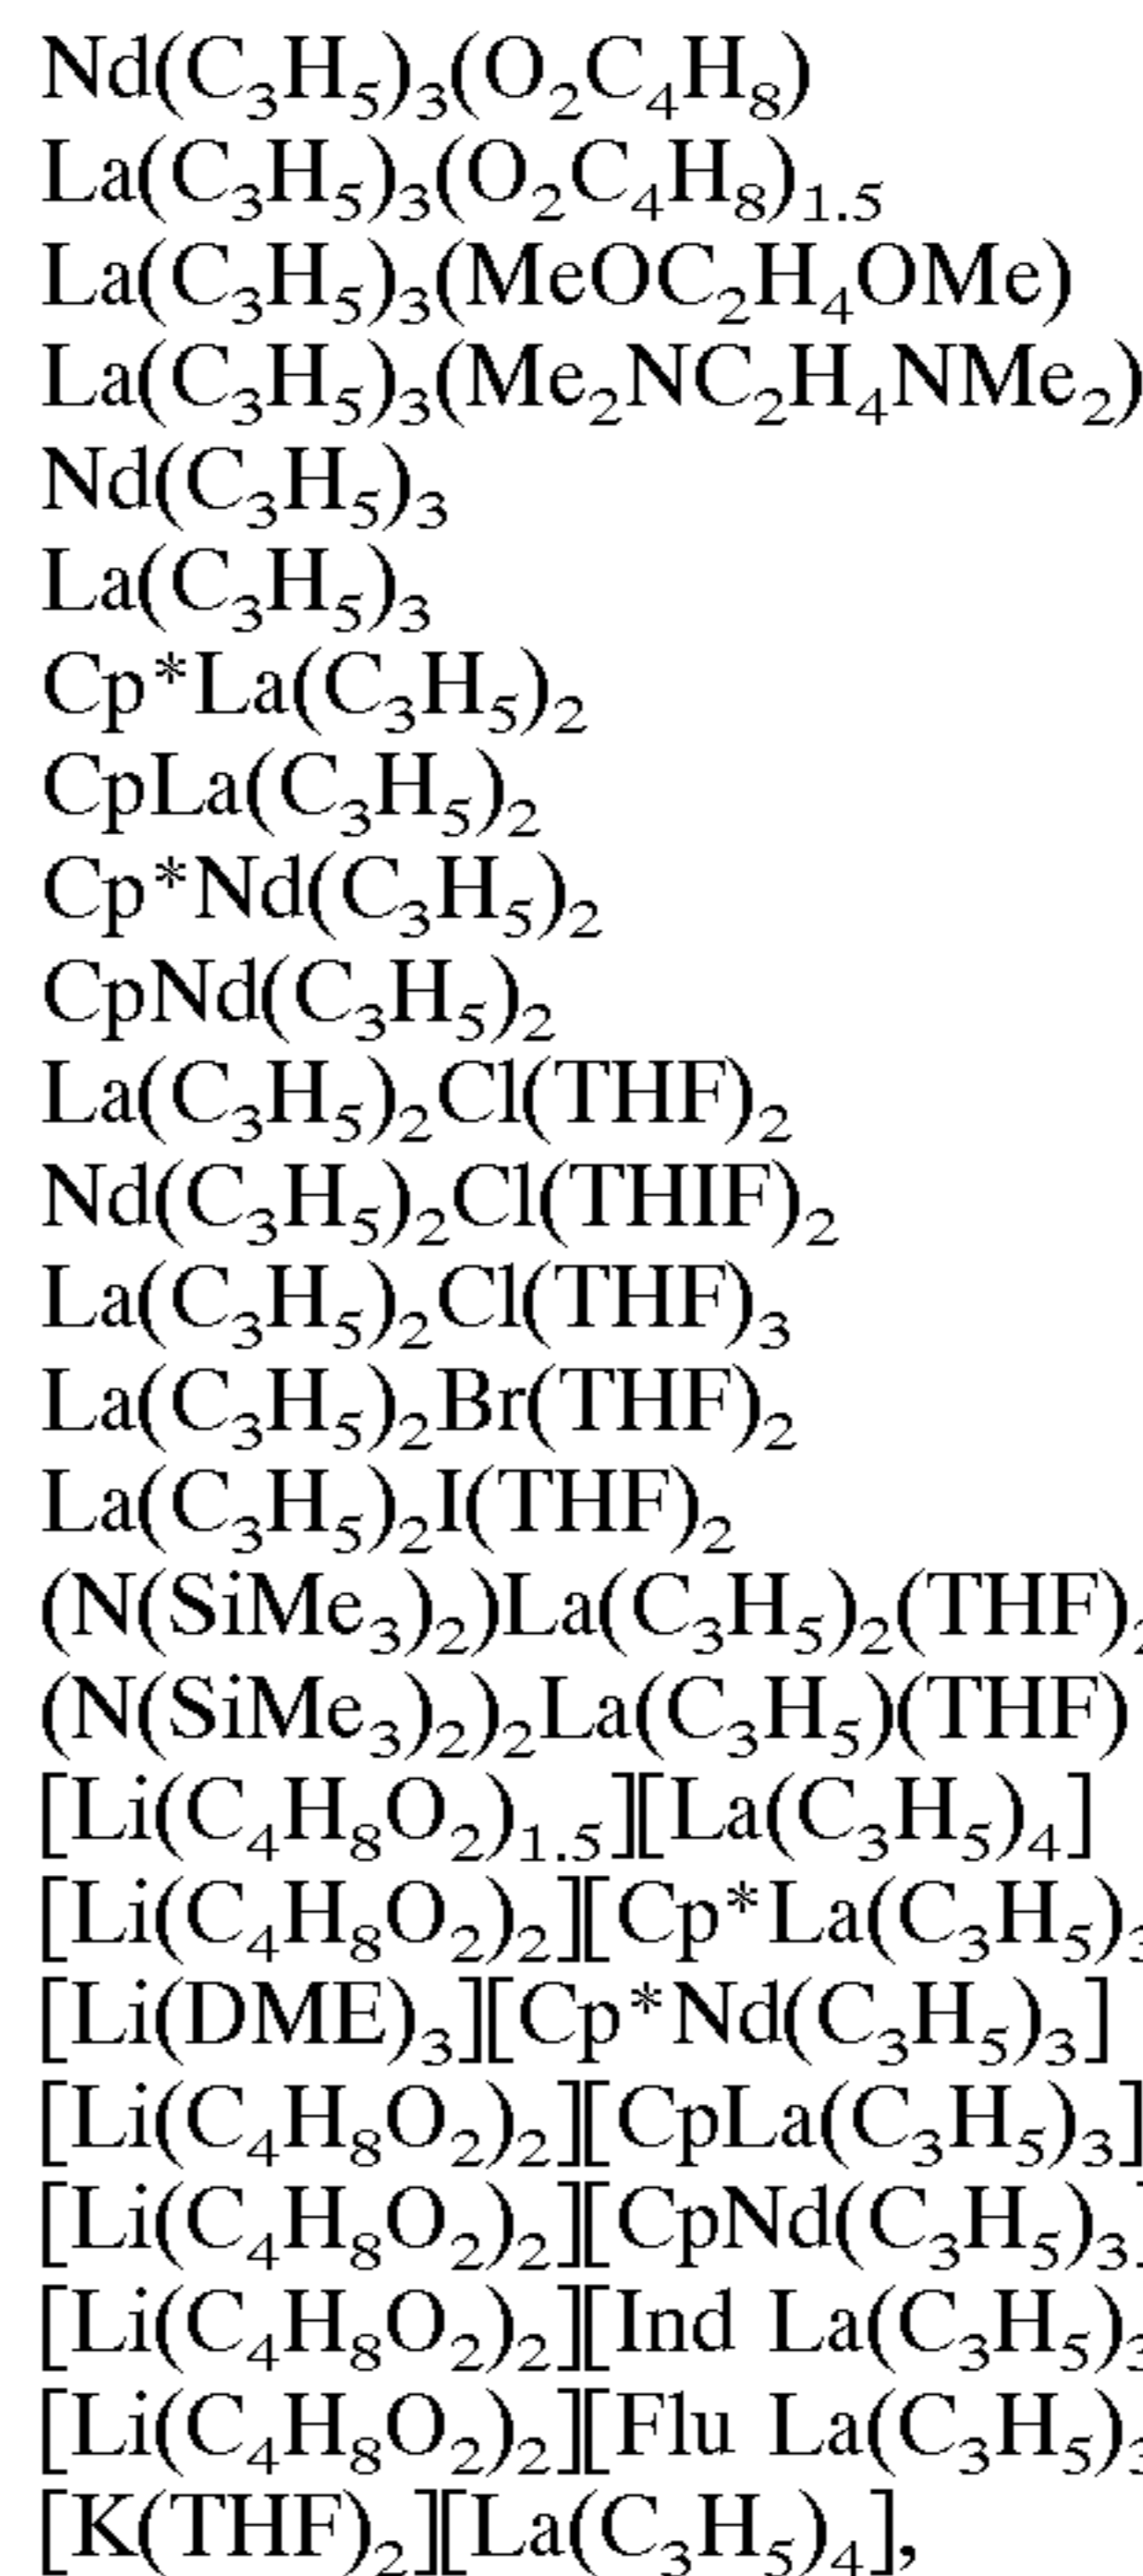 Nd(C₃H₅)₃(O₂C₄H₈)
La(C₃H₅)₃(O₂C₄H₈)₁.₅
La(C₃H₅)₃(MeOC₂H₄OMe)
La(C₃H₅)₃(Me₂NC₂H₄NMe₂)
Nd(C₃H₅)₃
La(C₃H₅)₃
Cp*La(C₃H₅)₂
CpLa(C₃H₅)₂
Cp*Nd(C₃H₅)₂
CpNd(C₃H₅)₂
La(C₃H₅)₂Cl(THF)₂
Nd(C₃H₅)₂Cl(THIF)₂
La(C₃H₅)₂Cl(THF)₃
La(C₃H₅)₂Br(THF)₂
La(C₃H₅)₂I(THF)₂
(N(SiMe₃)₂)La(C₃H₅)₂(THF)₂
(N(SiMe₃)₂)₂La(C₃H₅)(THF)
[Li(C₄H₈O₂)₁.₅][La(C₃H₅)₄]
[Li(C₄H₈O₂)₂][Cp*La(C₃H₅)₃
[Li(DME)₃][Cp*Nd(C₃H₅)₃]
[Li(C₄H₈O₂)₂][CpLa(C₃H₅)₃]
[Li(C₄H₈O₂)₂][CpNd(C₃H₅)₃]
[Li(C₄H₈O₂)₂][Ind La(C₃H₅)₃
[Li(C₄H₈O₂)₂][Flu La(C₃H₅)₃
[K(THF)₂][La(C₃H₅)₄],